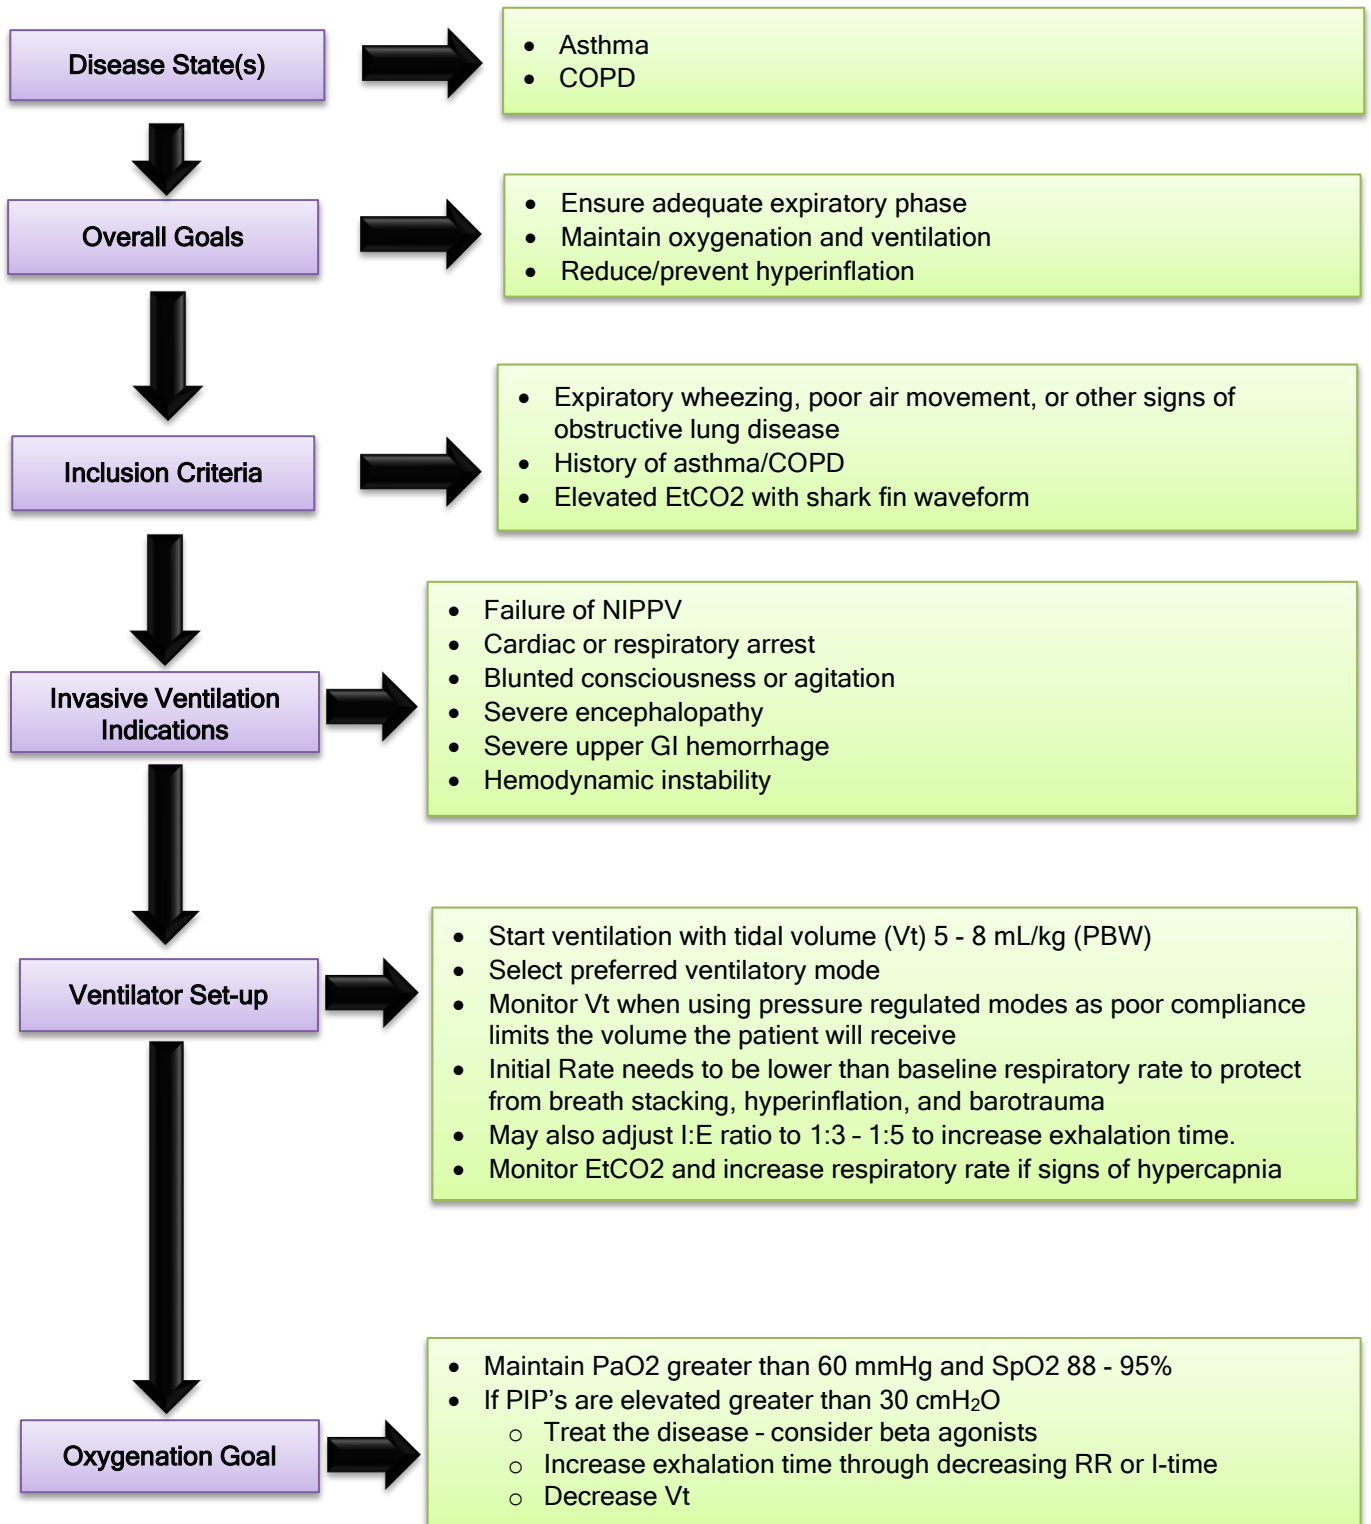 Disease State(s)
• Asthma
• COPD
Overall Goals
• Ensure adequate expiratory phase
• Maintain oxygenation and ventilation
• Reduce/prevent hyperinflation
Inclusion Criteria
• Expiratory wheezing, poor air movement, or other signs of
obstructive lung disease
• History of asthma/COPD
• Elevated EtCO2 with shark fin waveform
Invasive Ventilation
Indications
• Failure of NIPPV
• Cardiac or respiratory arrest
• Blunted consciousness or agitation
• Severe encephalopathy
• Severe upper GI hemorrhage
• Hemodynamic instability
Ventilator Set-up
• Start ventilation with tidal volume (Vt) 5 - 8 mL/kg (PBW)
• Select preferred ventilatory mode
• Monitor Vt when using pressure regulated modes as poor compliance
limits the volume the patient will receive
• Initial Rate needs to be lower than baseline respiratory rate to protect
from breath stacking, hyperinflation, and barotrauma
• May also adjust I:E ratio to 1:3 – 1:5 to increase exhalation time.
• Monitor EtCO2 and increase respiratory rate if signs of hypercapnia
Oxygenation Goal
• Maintain PaO2 greater than 60 mmHg and SpO2 88 - 95%
• If PIP's are elevated greater than 30 cmH₂O
o Treat the disease – consider beta agonists
o Increase exhalation time through decreasing RR or I-time
o Decrease Vt